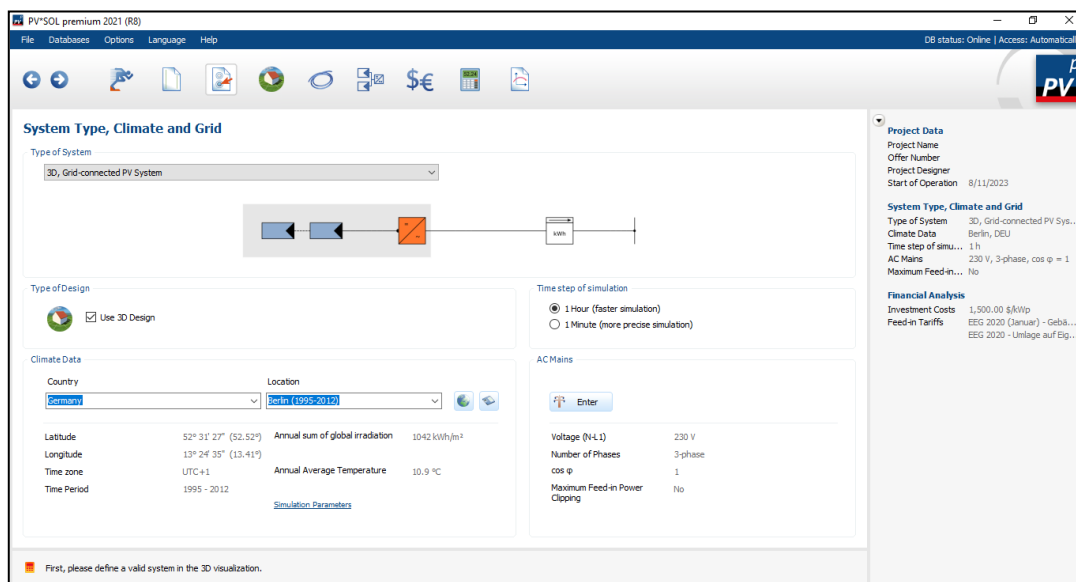 PV*SOL premium 2021 (R8)
File Databases Options Language Help
DB status: Online | Access: Automaticall
PV
System Type, Climate and Grid
Type of System
3D, Grid-connected PV System
kWh
Type of Design
Use 3D Design
Time step of simulation
1 Hour (faster simulation)
1 Minute (more precise simulation)
Climate Data
Country
Location
Germany
Berlin (1995-2012)
Latitude 52° 31' 27" (52.52°)
Longitude 13° 24' 35" (13.41°)
Time zone UTC+1
Time Period 1995 - 2012
Annual sum of global irradiation 1042 kWh/m²
Annual Average Temperature 10.9 °C
Simulation Parameters
AC Mains
Enter
Voltage (N-L1) 230 V
Number of Phases 3-phase
cos φ 1
Maximum Feed-in Power No
Clipping
First, please define a valid system in the 3D visualization.
Project Data
Project Name
Offer Number
Project Designer
Start of Operation 8/11/2023
System Type, Climate and Grid
Type of System 3D, Grid-connected PV Sys...
Climate Data Berlin, DEU
Time step of simu... 1 h
AC Mains 230 V, 3-phase, cos φ = 1
Maximum Feed-in... No
Financial Analysis
Investment Costs 1,500.00 $/kWp
Feed-in Tariffs EEG 2020 (Januar) - Gebä...
EEG 2020 - Umlage auf Eig...